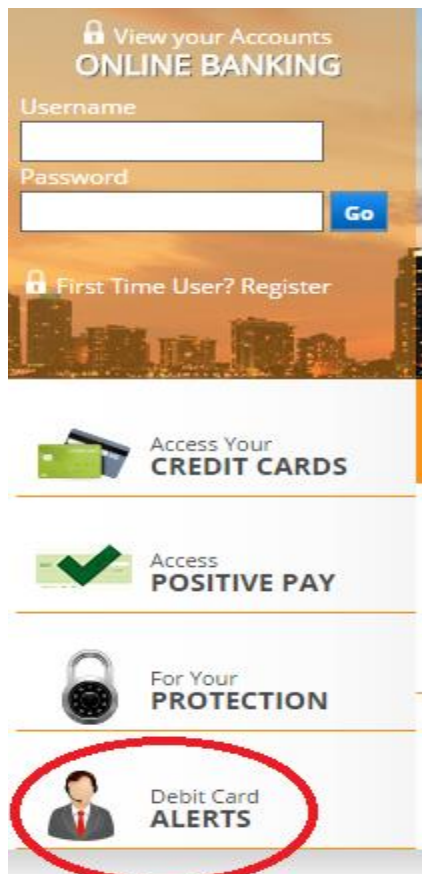 View your Accounts
ONLINE BANKING
Username
Password
Go
First Time User? Register
Access Your
CREDIT CARDS
Access
POSITIVE PAY
For Your
PROTECTION
Debit Card
ALERTS